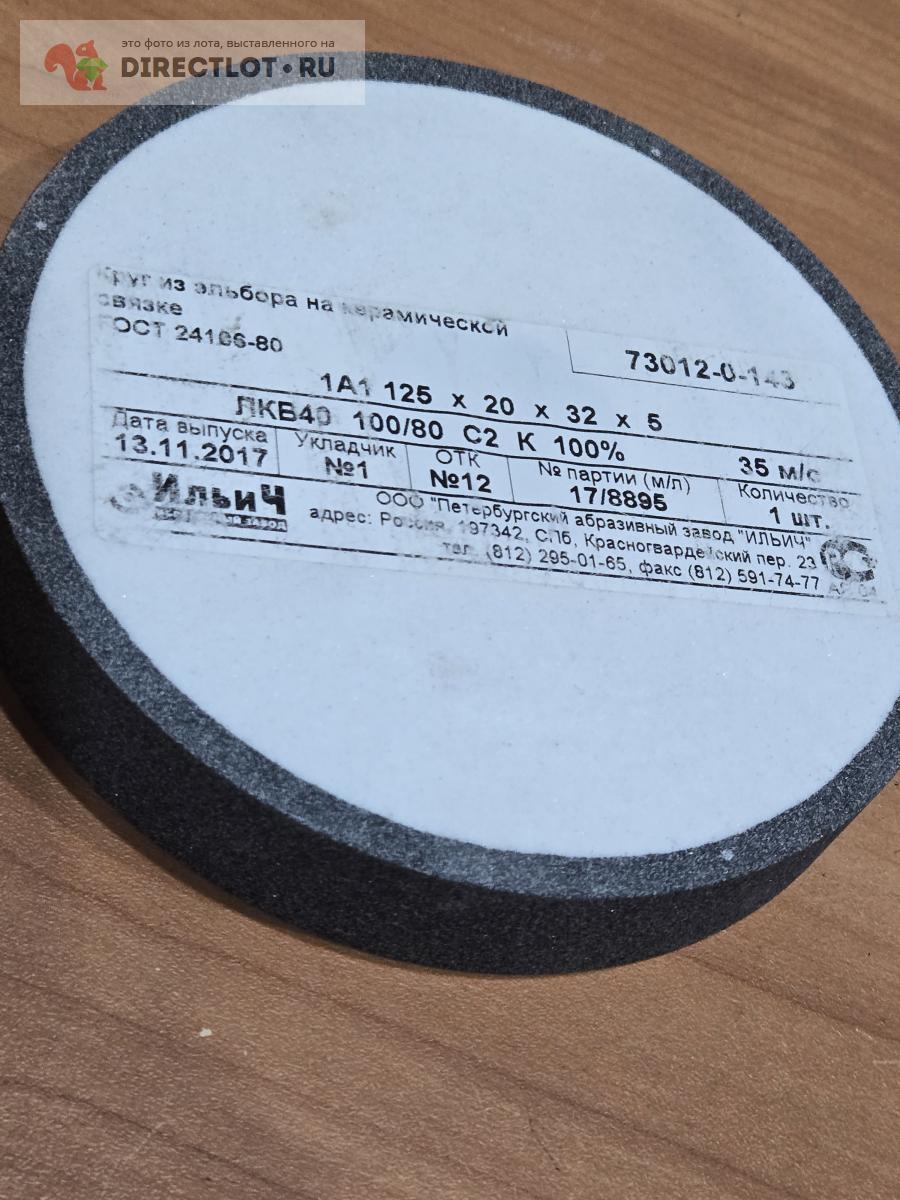 это фото из лота, выставленного на
DIRECTLOT.RU
Круг из эльбора на керамической
связке
ГОСТ 24106-80
73012-0-143
1А1 125 х 20 х 32 х 5
ЛКВ40 100/80 С2 К 100% 35 м/с
Дата выпуска Укладчик ОТК № партии (м/л) Количество
13.11.2017 №1 №12 17/8895 1 шт.
ИльиЧ
ООО "Петербургский абразивный завод "ИЛЬИЧ"
адрес: Россия, 197342, СПб, Красногвардейский пер. 23
тел. (812) 295-01-65, факс (812) 591-74-77